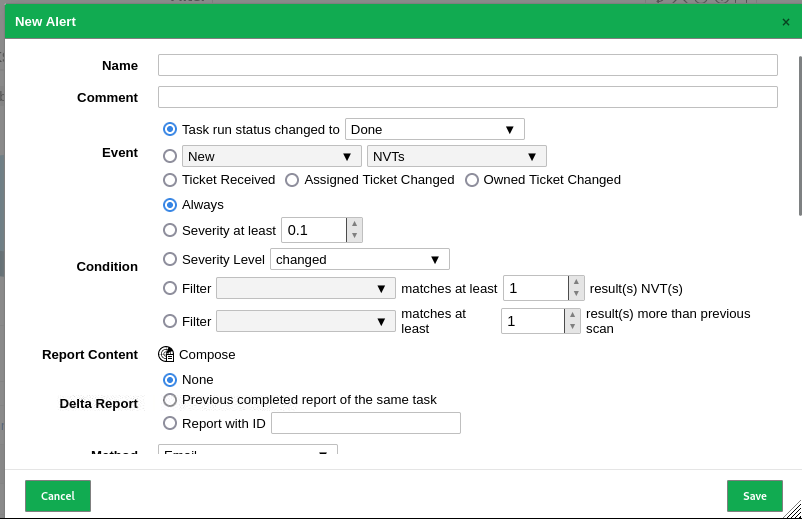 New Alert ×
Name
Comment
Event
Task run status changed to Done ▼
New ▼ NVTs ▼
Ticket Received Assigned Ticket Changed Owned Ticket Changed
Condition
Always
Severity at least 0.1
Severity Level changed ▼
Filter ▼ matches at least 1 result(s) NVT(s)
Filter ▼ matches at least 1 result(s) more than previous scan
Report Content Compose
Delta Report
None
Previous completed report of the same task
Report with ID
Method Email ▼
Cancel Save